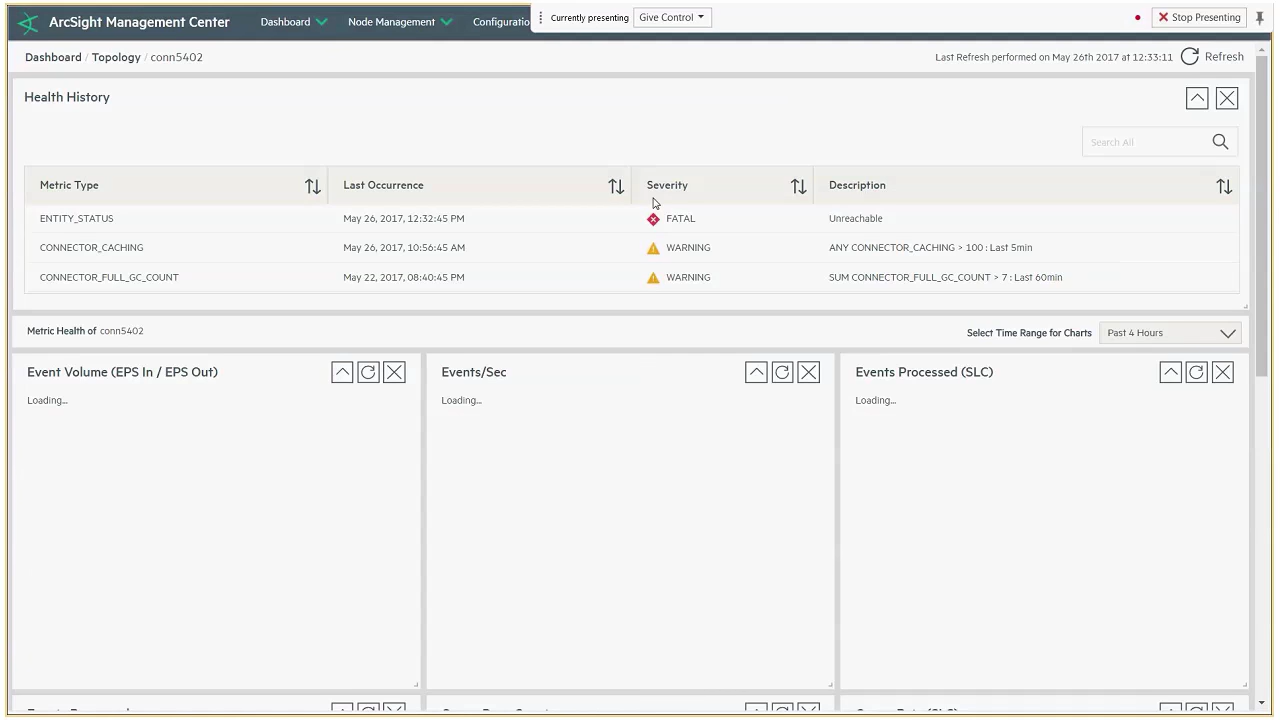 ArcSight Management Center Dashboard Node Management Configuratio Currently presenting Give Control Stop Presenting
Dashboard / Topology / conn5402 Last Refresh performed on May 26th 2017 at 12:33:11 Refresh
Health History
Search All
Metric Type Last Occurrence Severity Description
ENTITY_STATUS May 26, 2017, 12:32:45 PM FATAL Unreachable
CONNECTOR_CACHING May 26, 2017, 10:56:45 AM WARNING ANY CONNECTOR_CACHING > 100 : Last 5min
CONNECTOR_FULL_GC_COUNT May 22, 2017, 08:40:45 PM WARNING SUM CONNECTOR_FULL_GC_COUNT > 7 : Last 60min
Metric Health of conn5402 Select Time Range for Charts Past 4 Hours
Event Volume (EPS In / EPS Out) Events/Sec Events Processed (SLC)
Loading... Loading... Loading...